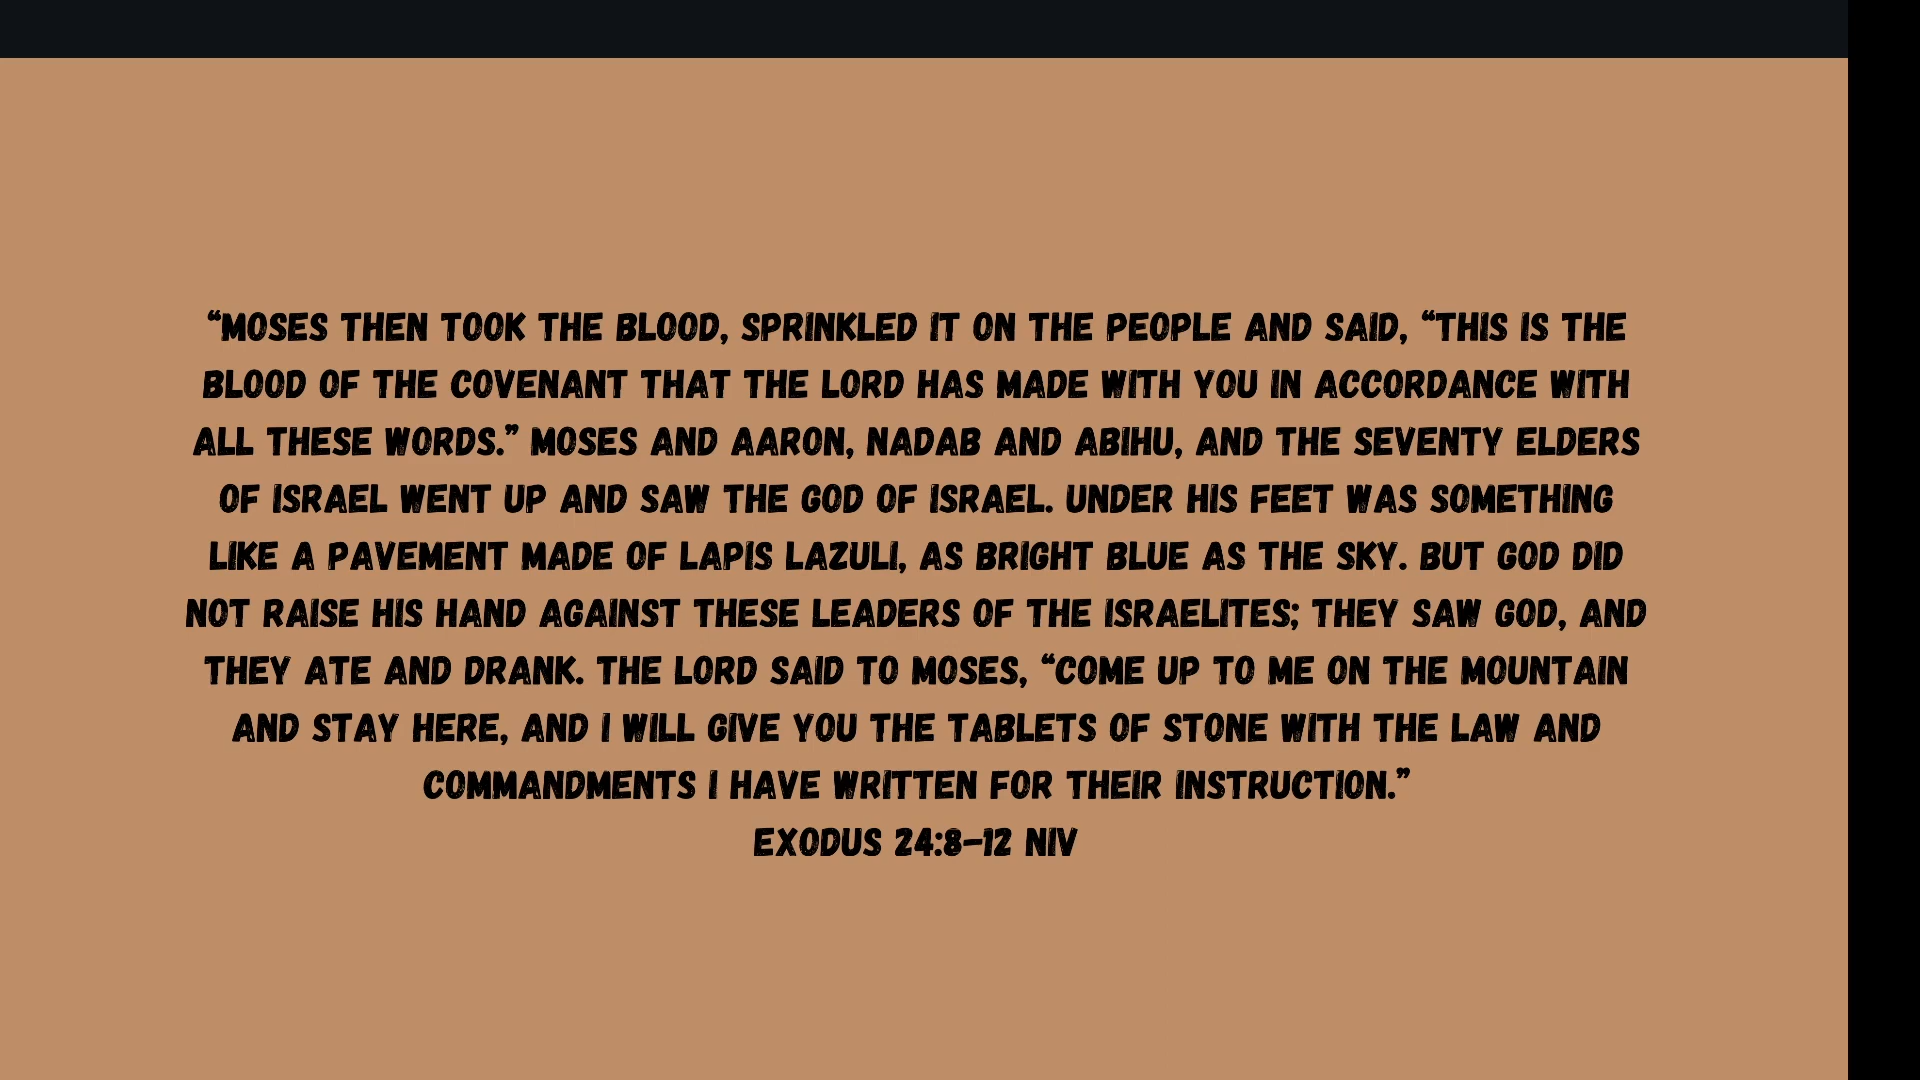 “MOSES THEN TOOK THE BLOOD, SPRINKLED IT ON THE PEOPLE AND SAID, “THIS IS THE
BLOOD OF THE COVENANT THAT THE LORD HAS MADE WITH YOU IN ACCORDANCE WITH
ALL THESE WORDS.” MOSES AND AARON, NADAB AND ABIHU, AND THE SEVENTY ELDERS
OF ISRAEL WENT UP AND SAW THE GOD OF ISRAEL. UNDER HIS FEET WAS SOMETHING
LIKE A PAVEMENT MADE OF LAPIS LAZULI, AS BRIGHT BLUE AS THE SKY. BUT GOD DID
NOT RAISE HIS HAND AGAINST THESE LEADERS OF THE ISRAELITES; THEY SAW GOD, AND
THEY ATE AND DRANK. THE LORD SAID TO MOSES, “COME UP TO ME ON THE MOUNTAIN
AND STAY HERE, AND I WILL GIVE YOU THE TABLETS OF STONE WITH THE LAW AND
COMMANDMENTS I HAVE WRITTEN FOR THEIR INSTRUCTION.”
EXODUS 24:8–12 NIV